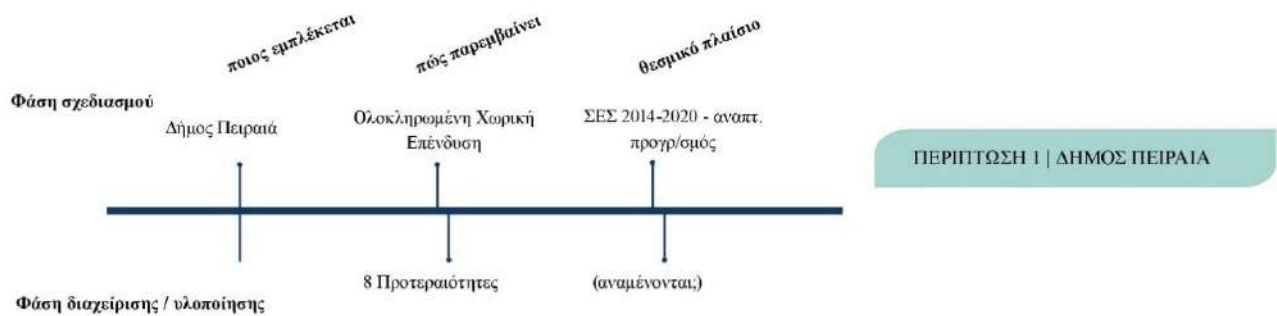 ποιος εμπλέκεται
πώς παρεμβαίνει
θεσμικό πλαίσιο
Φάση σχεδιασμού
Δήμος Πειραιά
Ολοκληρωμένη Χωρική
Επένδυση
ΣΕΣ 2014-2020 - αναπτ.
προγρ/σμός
ΠΕΡΙΠΤΩΣΗ 1 | ΔΗΜΟΣ ΠΕΙΡΑΙΑ
8 Προτεραιότητες
(αναμένονται;)
Φάση διαχείρισης / υλοποίησης